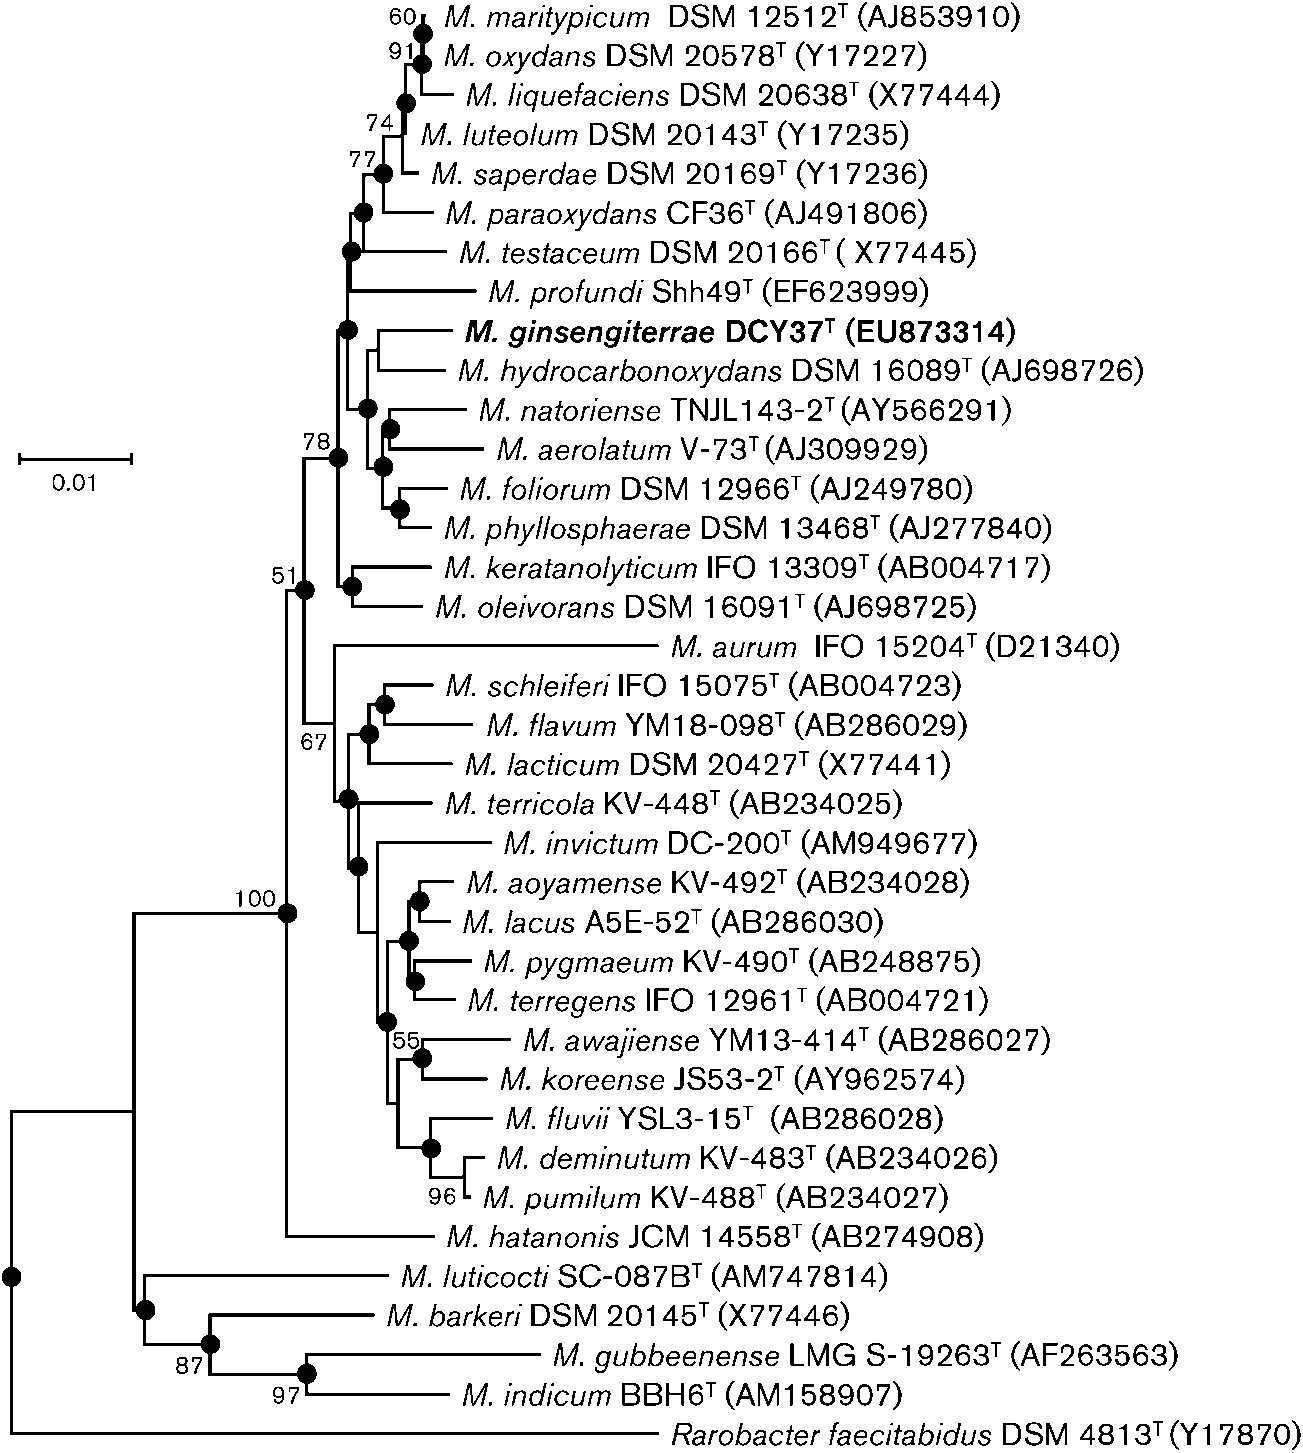 60 M. maritypicum DSM 12512ᵀ (AJ853910)
91 M. oxydans DSM 20578ᵀ (Y17227)
M. liquefaciens DSM 20638ᵀ (X77444)
74 M. luteolum DSM 20143ᵀ (Y17235)
77 M. saperdae DSM 20169ᵀ (Y17236)
M. paraoxydans CF36ᵀ (AJ491806)
M. testaceum DSM 20166ᵀ ( X77445)
M. profundi Shh49ᵀ (EF623999)
M. ginsengiterrae DCY37ᵀ (EU873314)
M. hydrocarbonoxydans DSM 16089ᵀ (AJ698726)
M. natoriense TNJL143-2ᵀ (AY566291)
78 M. aerolatum V-73ᵀ (AJ309929)
0.01 M. foliorum DSM 12966ᵀ (AJ249780)
M. phyllosphaerae DSM 13468ᵀ (AJ277840)
51 M. keratanolyticum IFO 13309ᵀ (AB004717)
M. oleivorans DSM 16091ᵀ (AJ698725)
M. aurum IFO 15204ᵀ (D21340)
M. schleiferi IFO 15075ᵀ (AB004723)
M. flavum YM18-098ᵀ (AB286029)
67
M. lacticum DSM 20427ᵀ (X77441)
M. terricola KV-448ᵀ (AB234025)
M. invictum DC-200ᵀ (AM949677)
M. aoyamense KV-492ᵀ (AB234028)
100
M. lacus A5E-52ᵀ (AB286030)
M. pygmaeum KV-490ᵀ (AB248875)
M. terregens IFO 12961ᵀ (AB004721)
55 M. awajiense YM13-414ᵀ (AB286027)
M. koreense JS53-2ᵀ (AY962574)
M. fluvii YSL3-15ᵀ (AB286028)
M. deminutum KV-483ᵀ (AB234026)
96 M. pumilum KV-488ᵀ (AB234027)
M. hatanonis JCM 14558ᵀ (AB274908)
M. luticocti SC-087Bᵀ (AM747814)
M. barkeri DSM 20145ᵀ (X77446)
87 M. gubbeenense LMG S-19263ᵀ (AF263563)
97 M. indicum BBH6ᵀ (AM158907)
Rarobacter faecitabidus DSM 4813ᵀ (Y17870)